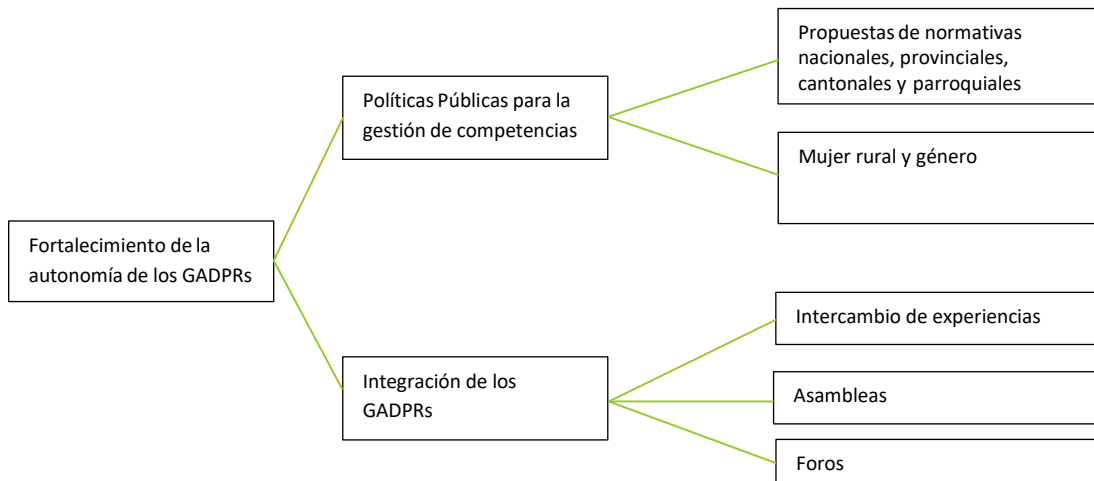 Fortalecimiento de la
autonomía de los GADPRs
Políticas Públicas para la
gestión de competencias
Propuestas de normativas
nacionales, provinciales,
cantonales y parroquiales
Mujer rural y género
Integración de los
GADPRs
Intercambio de experiencias
Asambleas
Foros